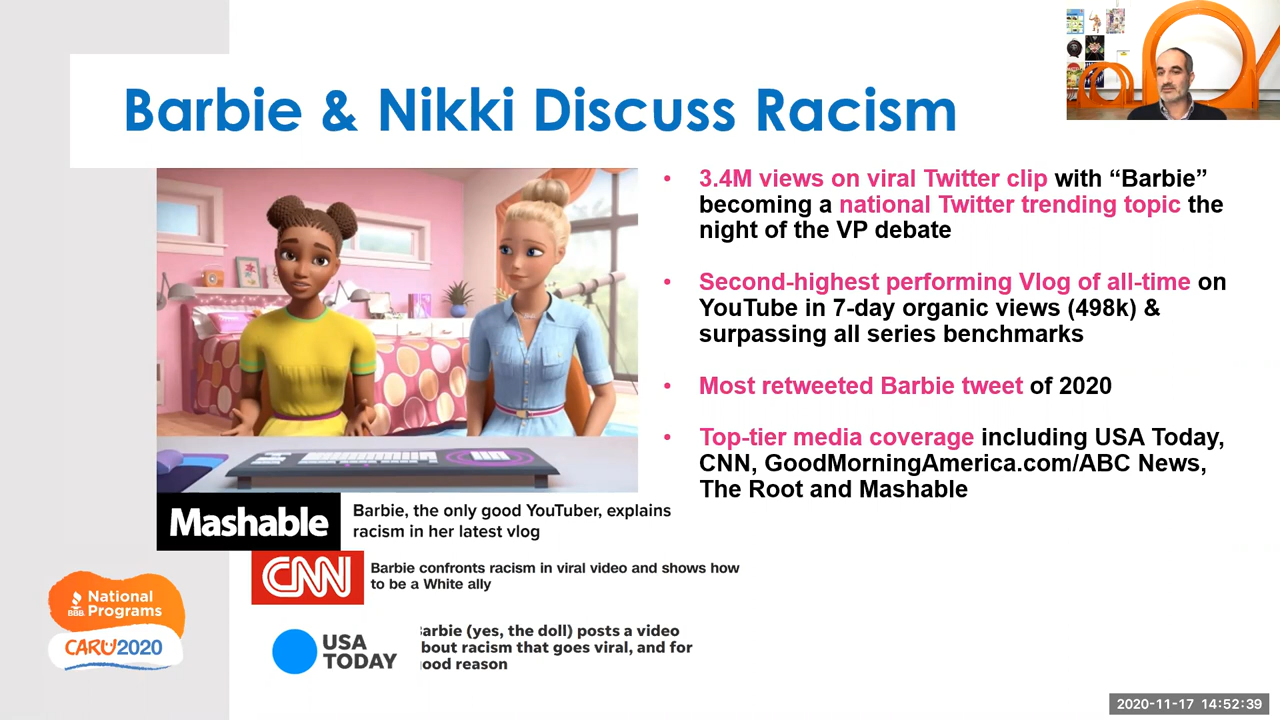 Barbie & Nikki Discuss Racism
• 3.4M views on viral Twitter clip with “Barbie”
becoming a national Twitter trending topic the
night of the VP debate
• Second-highest performing Vlog of all-time on
YouTube in 7-day organic views (498k) &
surpassing all series benchmarks
• Most retweeted Barbie tweet of 2020
• Top-tier media coverage including USA Today,
CNN, GoodMorningAmerica.com/ABC News,
The Root and Mashable
Mashable
Barbie, the only good YouTuber, explains
racism in her latest vlog
CNN
Barbie confronts racism in viral video and shows how
to be a White ally
USA
TODAY
arbie (yes, the doll) posts a video
bout racism that goes viral, and for
ood reason
BBB
National
Programs
CARU2020
2020-11-17 14:52:39